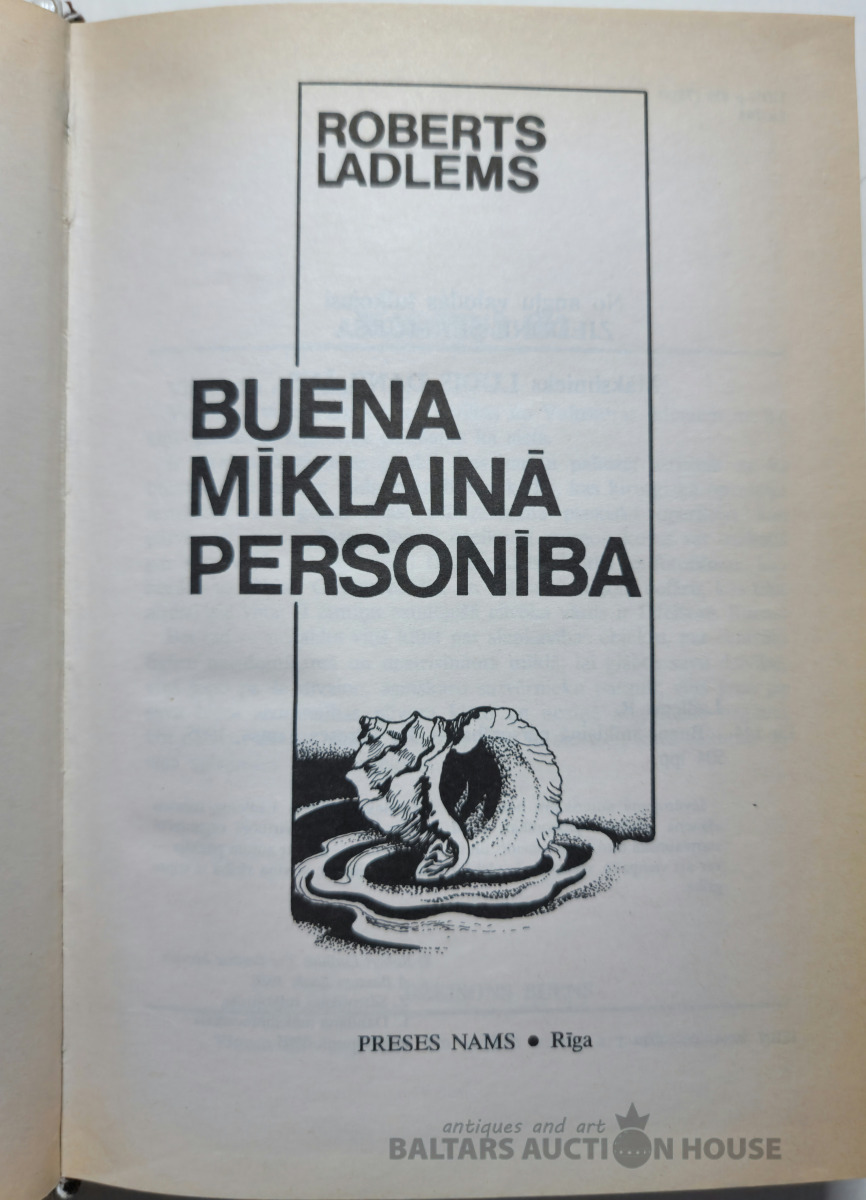 ROBERTS
LADLEMS
BUENA
MĪKLAINĀ
PERSONĪBA
PRESES NAMS • Rīga
antiques and art
BALTARS AUCTION HOUSE